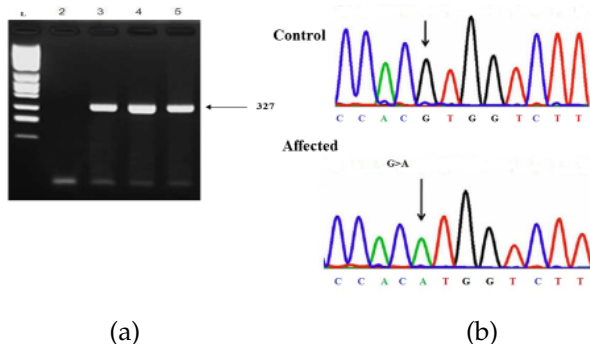 L 2 3 4 5
327
(a)
(b)
Control
C C A C G T G G T C T T
Affected
G>A
C C A C A T G G T C T T